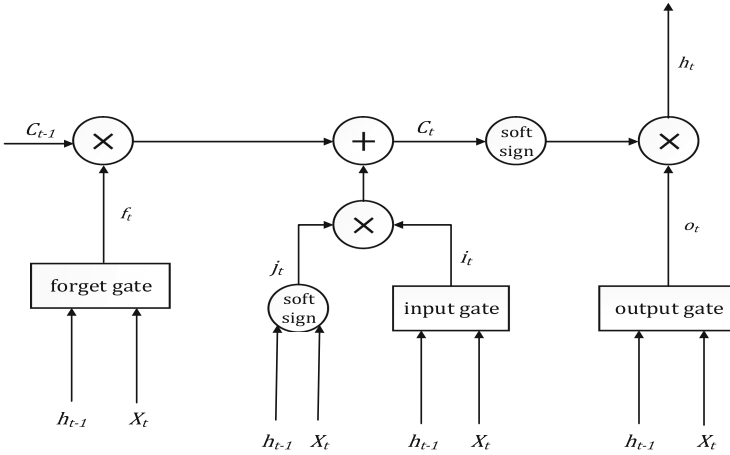 h_t
C_{t-1}
×
+
C_t
soft
sign
×
f_t
×
o_t
j_t
i_t
forget gate
soft
sign
input gate
output gate
h_{t-1} X_t
h_{t-1} X_t h_{t-1} X_t h_{t-1} X_t